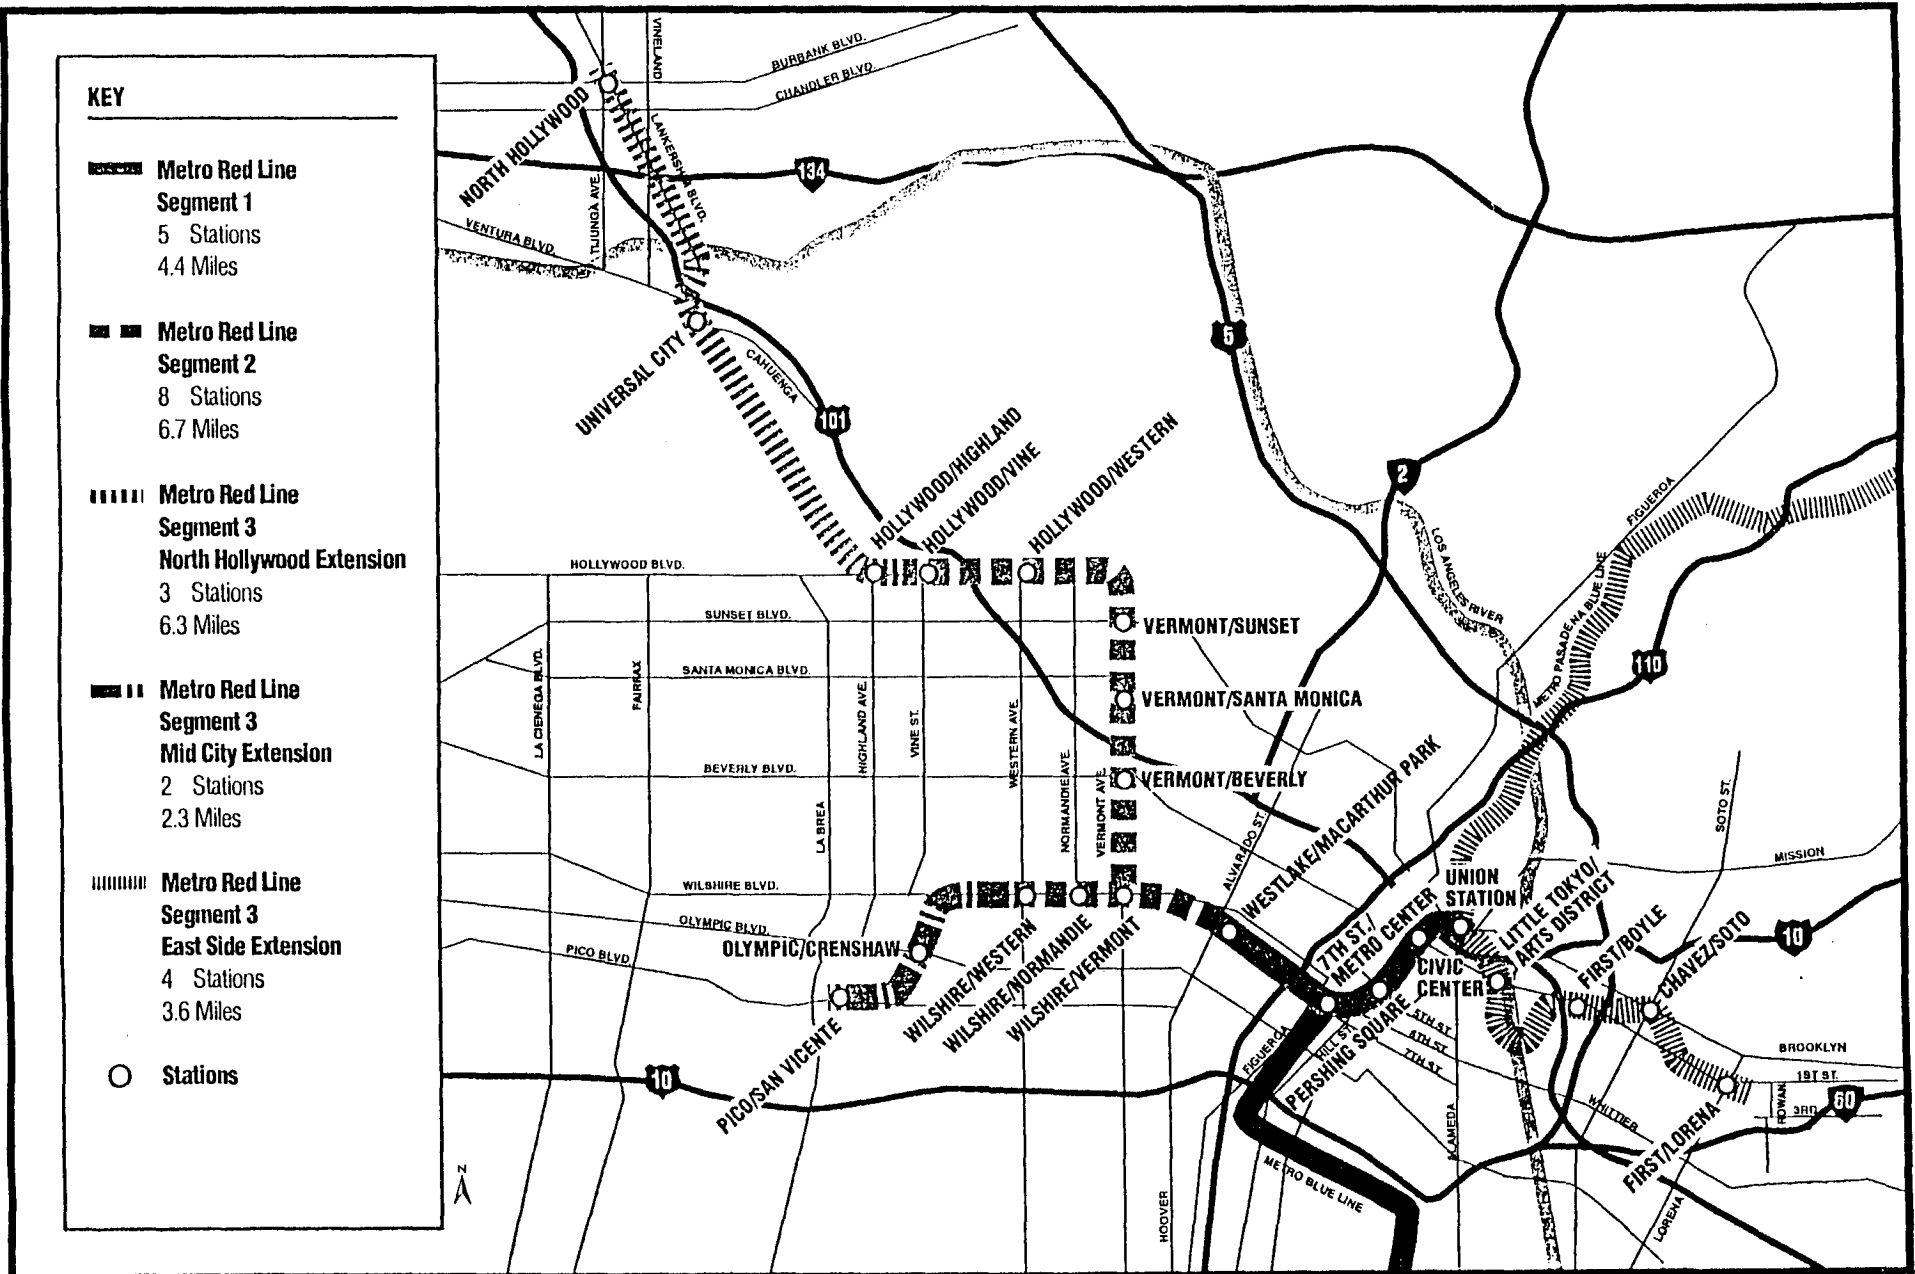 KEY
Metro Red Line
Segment 1
5 Stations
4.4 Miles
Metro Red Line
Segment 2
8 Stations
6.7 Miles
Metro Red Line
Segment 3
North Hollywood Extension
3 Stations
6.3 Miles
Metro Red Line
Segment 3
Mid City Extension
2 Stations
2.3 Miles
Metro Red Line
Segment 3
East Side Extension
4 Stations
3.6 Miles
Stations
VINELAND
BURBANK BLVD.
CHANDLER BLVD.
NORTH HOLLYWOOD
LANKERSHIM BLVD.
134
TUJUNGA AVE.
VENTURA BLVD.
UNIVERSAL CITY
CAHUENGA
101
5
2
HOLLYWOOD/HIGHLAND
HOLLYWOOD/VINE
HOLLYWOOD/WESTERN
FIGUEROA
LOS ANGELES RIVER
METRO PASADENA BLUE LINE
110
HOLLYWOOD BLVD.
SUNSET BLVD.
SANTA MONICA BLVD.
BEVERLY BLVD.
WILSHIRE BLVD.
OLYMPIC BLVD.
PICO BLVD.
LA CIENEGA BLVD.
FAIRFAX
LA BREA
HIGHLAND AVE.
VINE ST.
WESTERN AVE.
NORMANDIE AVE.
VERMONT AVE.
VERMONT/SUNSET
VERMONT/SANTA MONICA
VERMONT/BEVERLY
ALVARADO ST.
WESTLAKE/MACARTHUR PARK
SOTO ST.
MISSION
UNION
STATION
LITTLE TOKYO/
ARTS DISTRICT
7TH ST./
METRO CENTER
CIVIC
CENTER
FIRST/BOYLE
CHAVEZ/SOTO
10
OLYMPIC/CRENSHAW
WILSHIRE/WESTERN
WILSHIRE/NORMANDIE
WILSHIRE/VERMONT
PICO/SAN VICENTE
10
FIGUEROA
HILL ST.
PERSHING SQUARE
5TH ST.
6TH ST.
7TH ST.
BROOKLYN
1ST ST.
ROWAN
3RD
60
WHITTIER
ALAMEDA
FIRST/LORENA
LORENA
METRO BLUE LINE
HOOVER
N